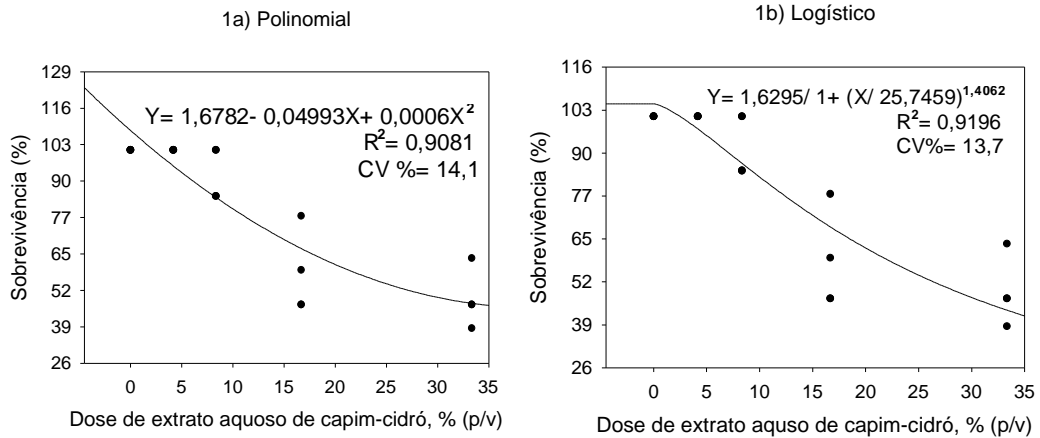 1a) Polinomial
129
116
103
90
77
65
52
39
26
Sobrevivência (%)
Y= 1,6782- 0,04993X+ 0,0006X²
R²= 0,9081
CV %= 14,1
0 5 10 15 20 25 30 35
Dose de extrato aquoso de capim-cidró, % (p/v)
1b) Logístico
116
103
90
77
65
52
39
26
Sobrevivência (%)
Y= 1,6295/ 1+ (X/ 25,7459)¹,⁴⁰⁶²
R²= 0,9196
CV%= 13,7
0 5 10 15 20 25 30 35
Dose de extrato aquso de capim-cidró, % (p/v)